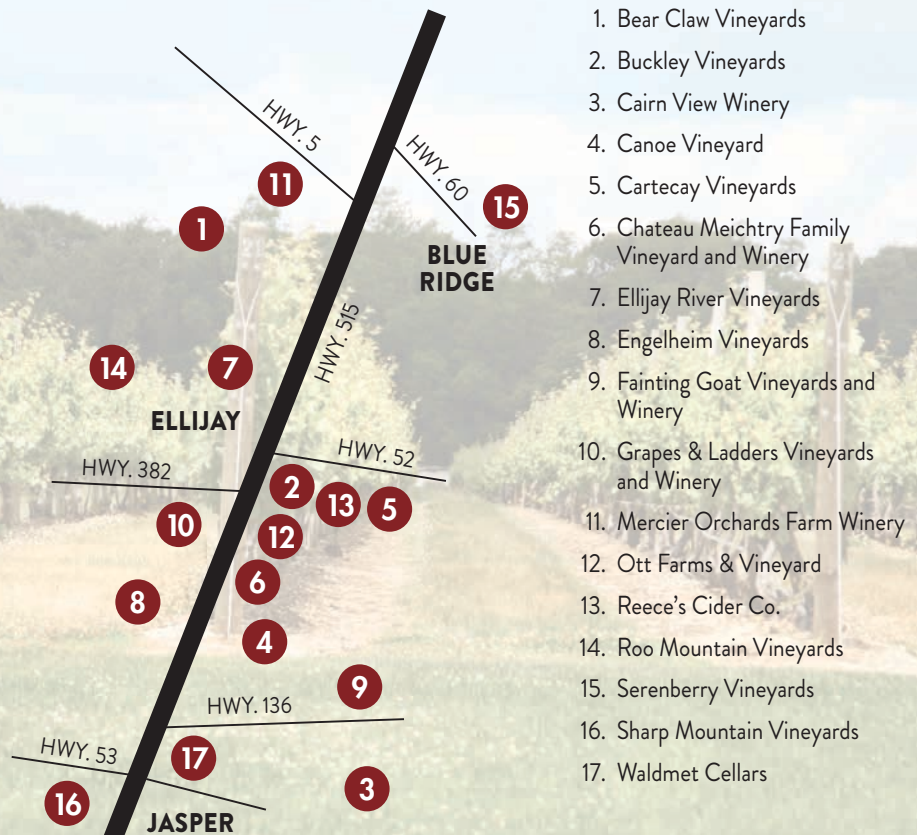 HWY. 5
HWY. 60
11
15
1
BLUE
RIDGE
HWY. 515
14
7
ELLIJAY
HWY. 52
HWY. 382
2
13
5
10
12
6
8
4
9
HWY. 136
17
HWY. 53
3
16
JASPER
1. Bear Claw Vineyards
2. Buckley Vineyards
3. Cairn View Winery
4. Canoe Vineyard
5. Cartecay Vineyards
6. Chateau Meichtry Family
Vineyard and Winery
7. Ellijay River Vineyards
8. Engelheim Vineyards
9. Fainting Goat Vineyards and
Winery
10. Grapes & Ladders Vineyards
and Winery
11. Mercier Orchards Farm Winery
12. Ott Farms & Vineyard
13. Reece's Cider Co.
14. Roo Mountain Vineyards
15. Serenberry Vineyards
16. Sharp Mountain Vineyards
17. Waldmet Cellars